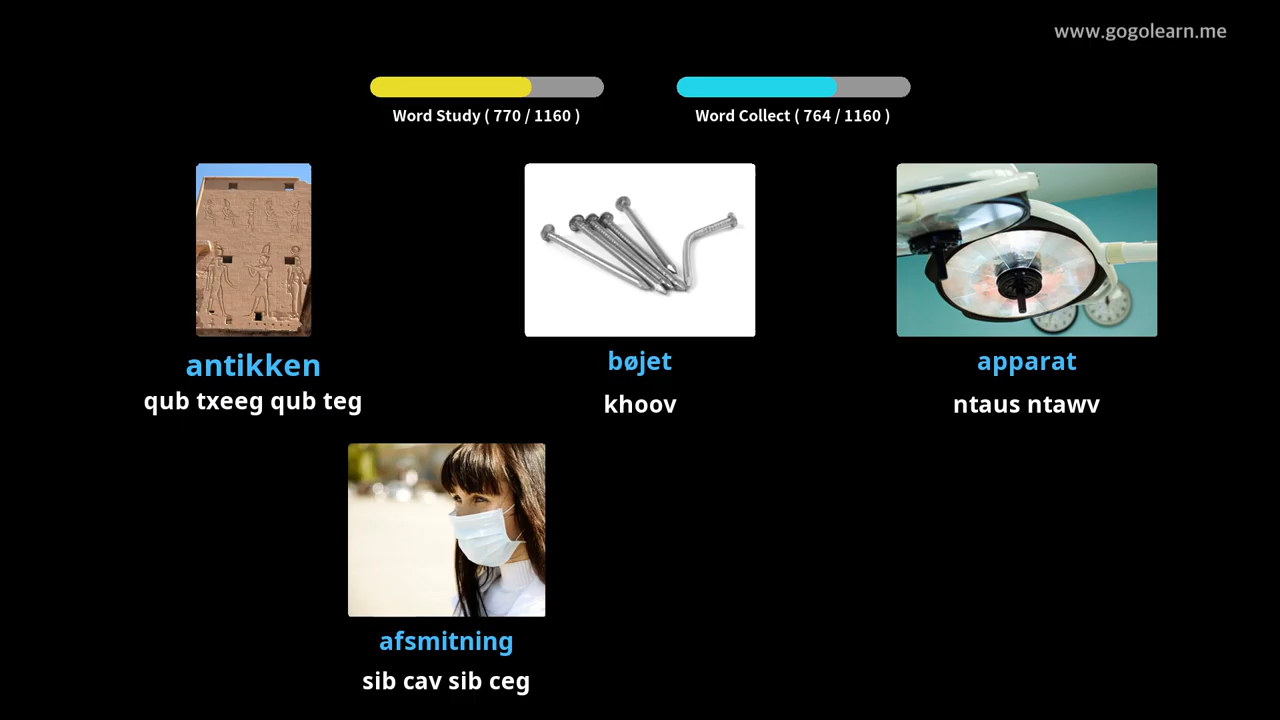 www.gogolearn.me
Word Study ( 770 / 1160 )
Word Collect ( 764 / 1160 )
antikken
qub txeeg qub teg
bøjet
khoov
apparat
ntaus ntawv
afsmitning
sib cav sib ceg